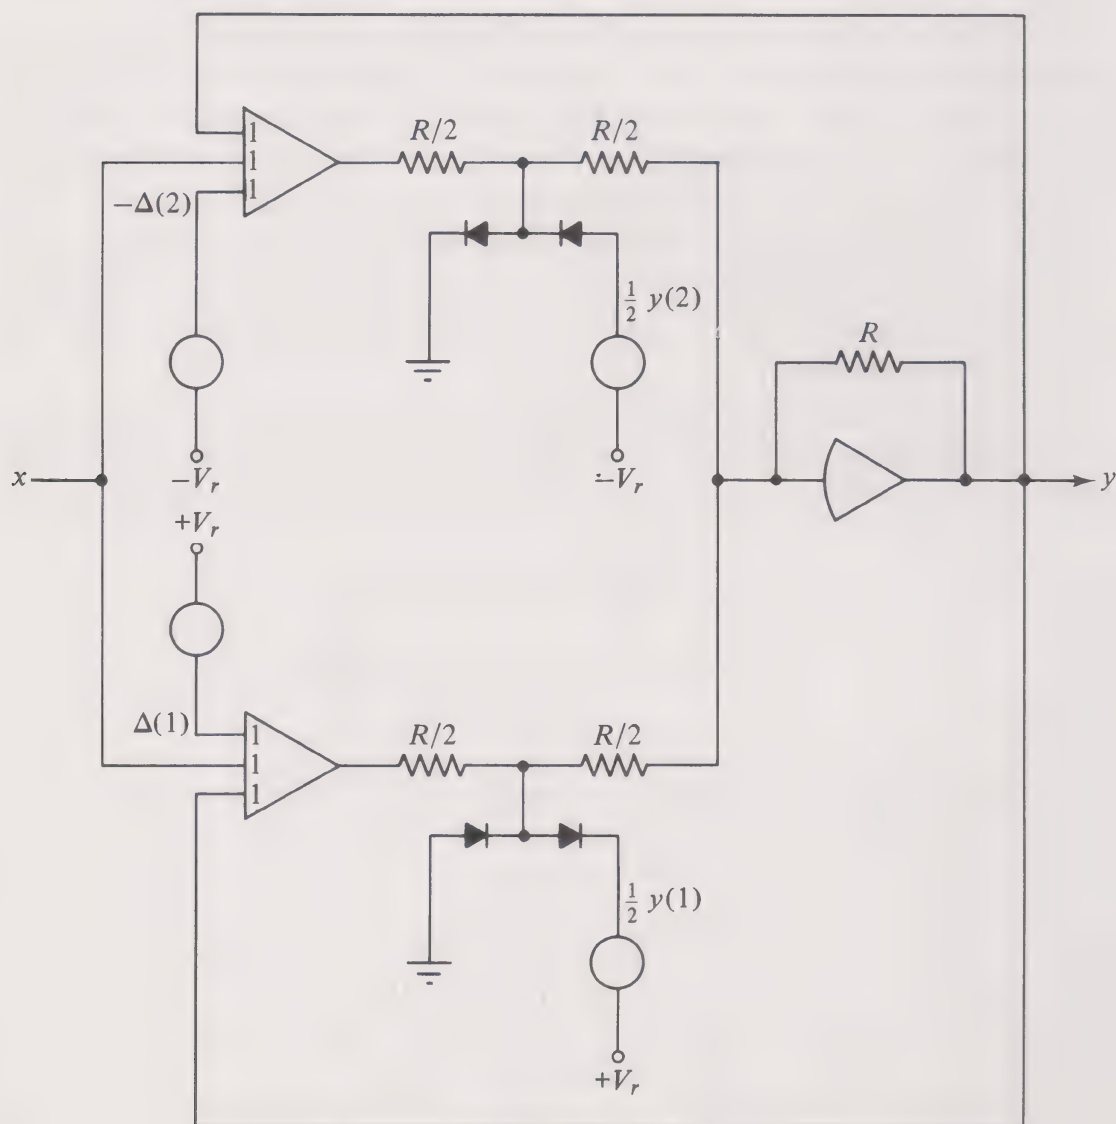 1
1
1
R/2
R/2
−Δ(2)
½ y(2)
R
x
−V_r
−V_r
y
+V_r
Δ(1)
1
1
1
R/2
R/2
½ y(1)
+V_r